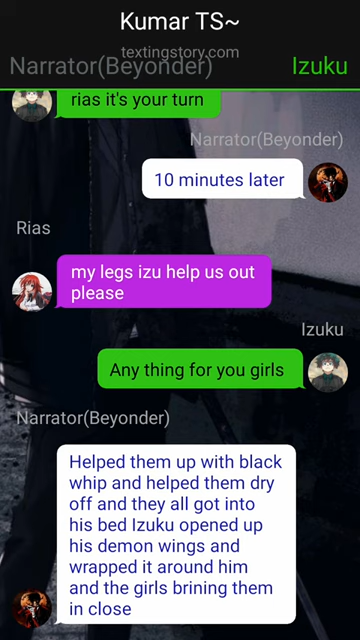 Kumar TS~
textingstory.com
Narrator(Beyonder)
Izuku
rias it's your turn
Narrator(Beyonder)
10 minutes later
Rias
my legs izu help us out
please
Izuku
Any thing for you girls
Narrator(Beyonder)
Helped them up with black
whip and helped them dry
off and they all got into
his bed Izuku opened up
his demon wings and
wrapped it around him
and the girls brining them
in close